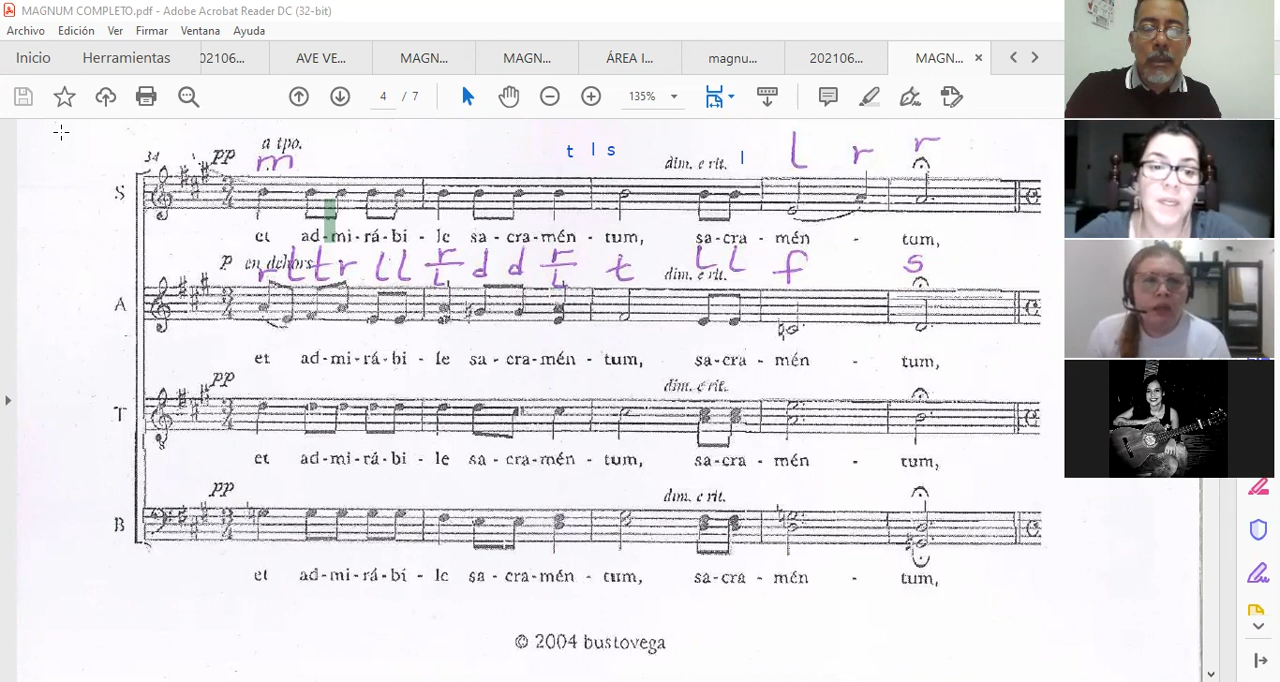 MAGNUM COMPLETO.pdf - Adobe Acrobat Reader DC (32-bit)
Archivo Edición Ver Firmar Ventana Ayuda
Inicio Herramientas 02106... AVE VE... MAGN... MAGN... ÁREA I... magnu... 202106... MAGN... ×
4 / 7 135%
34 pp a tpo. t l s dim. e rit. l L r r
m
S
et ad-mi-rá-bi - le sa - cra-mén - tum, sa-cra - mén - tum,
p en dehors r L t r l l r L d d r L t L L f s
dim. e rit.
A
et ad-mi-rá-bi - le sa - cra-mén - tum, sa-cra - mén - tum,
pp dim. e rit.
T
et ad-mi-rá-bi - le sa - cra-mén - tum, sa-cra - mén - tum,
pp dim. e rit.
B
et ad-mi-rá-bi - le sa - cra-mén - tum, sa-cra - mén - tum,
© 2004 bustovega